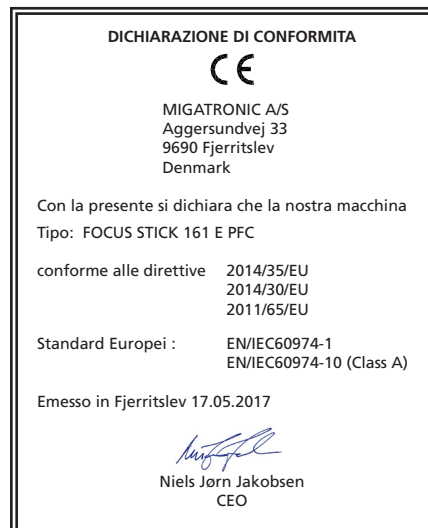 DICHIARAZIONE DI CONFORMITA
CE
MIGATRONIC A/S
Aggersundvej 33
9690 Fjerritslev
Denmark
Con la presente si dichiara che la nostra macchina
Tipo: FOCUS STICK 161 E PFC
conforme alle direttive 2014/35/EU
2014/30/EU
2011/65/EU
Standard Europei : EN/IEC60974-1
EN/IEC60974-10 (Class A)
Emesso in Fjerritslev 17.05.2017
Niels Jørn Jakobsen
CEO